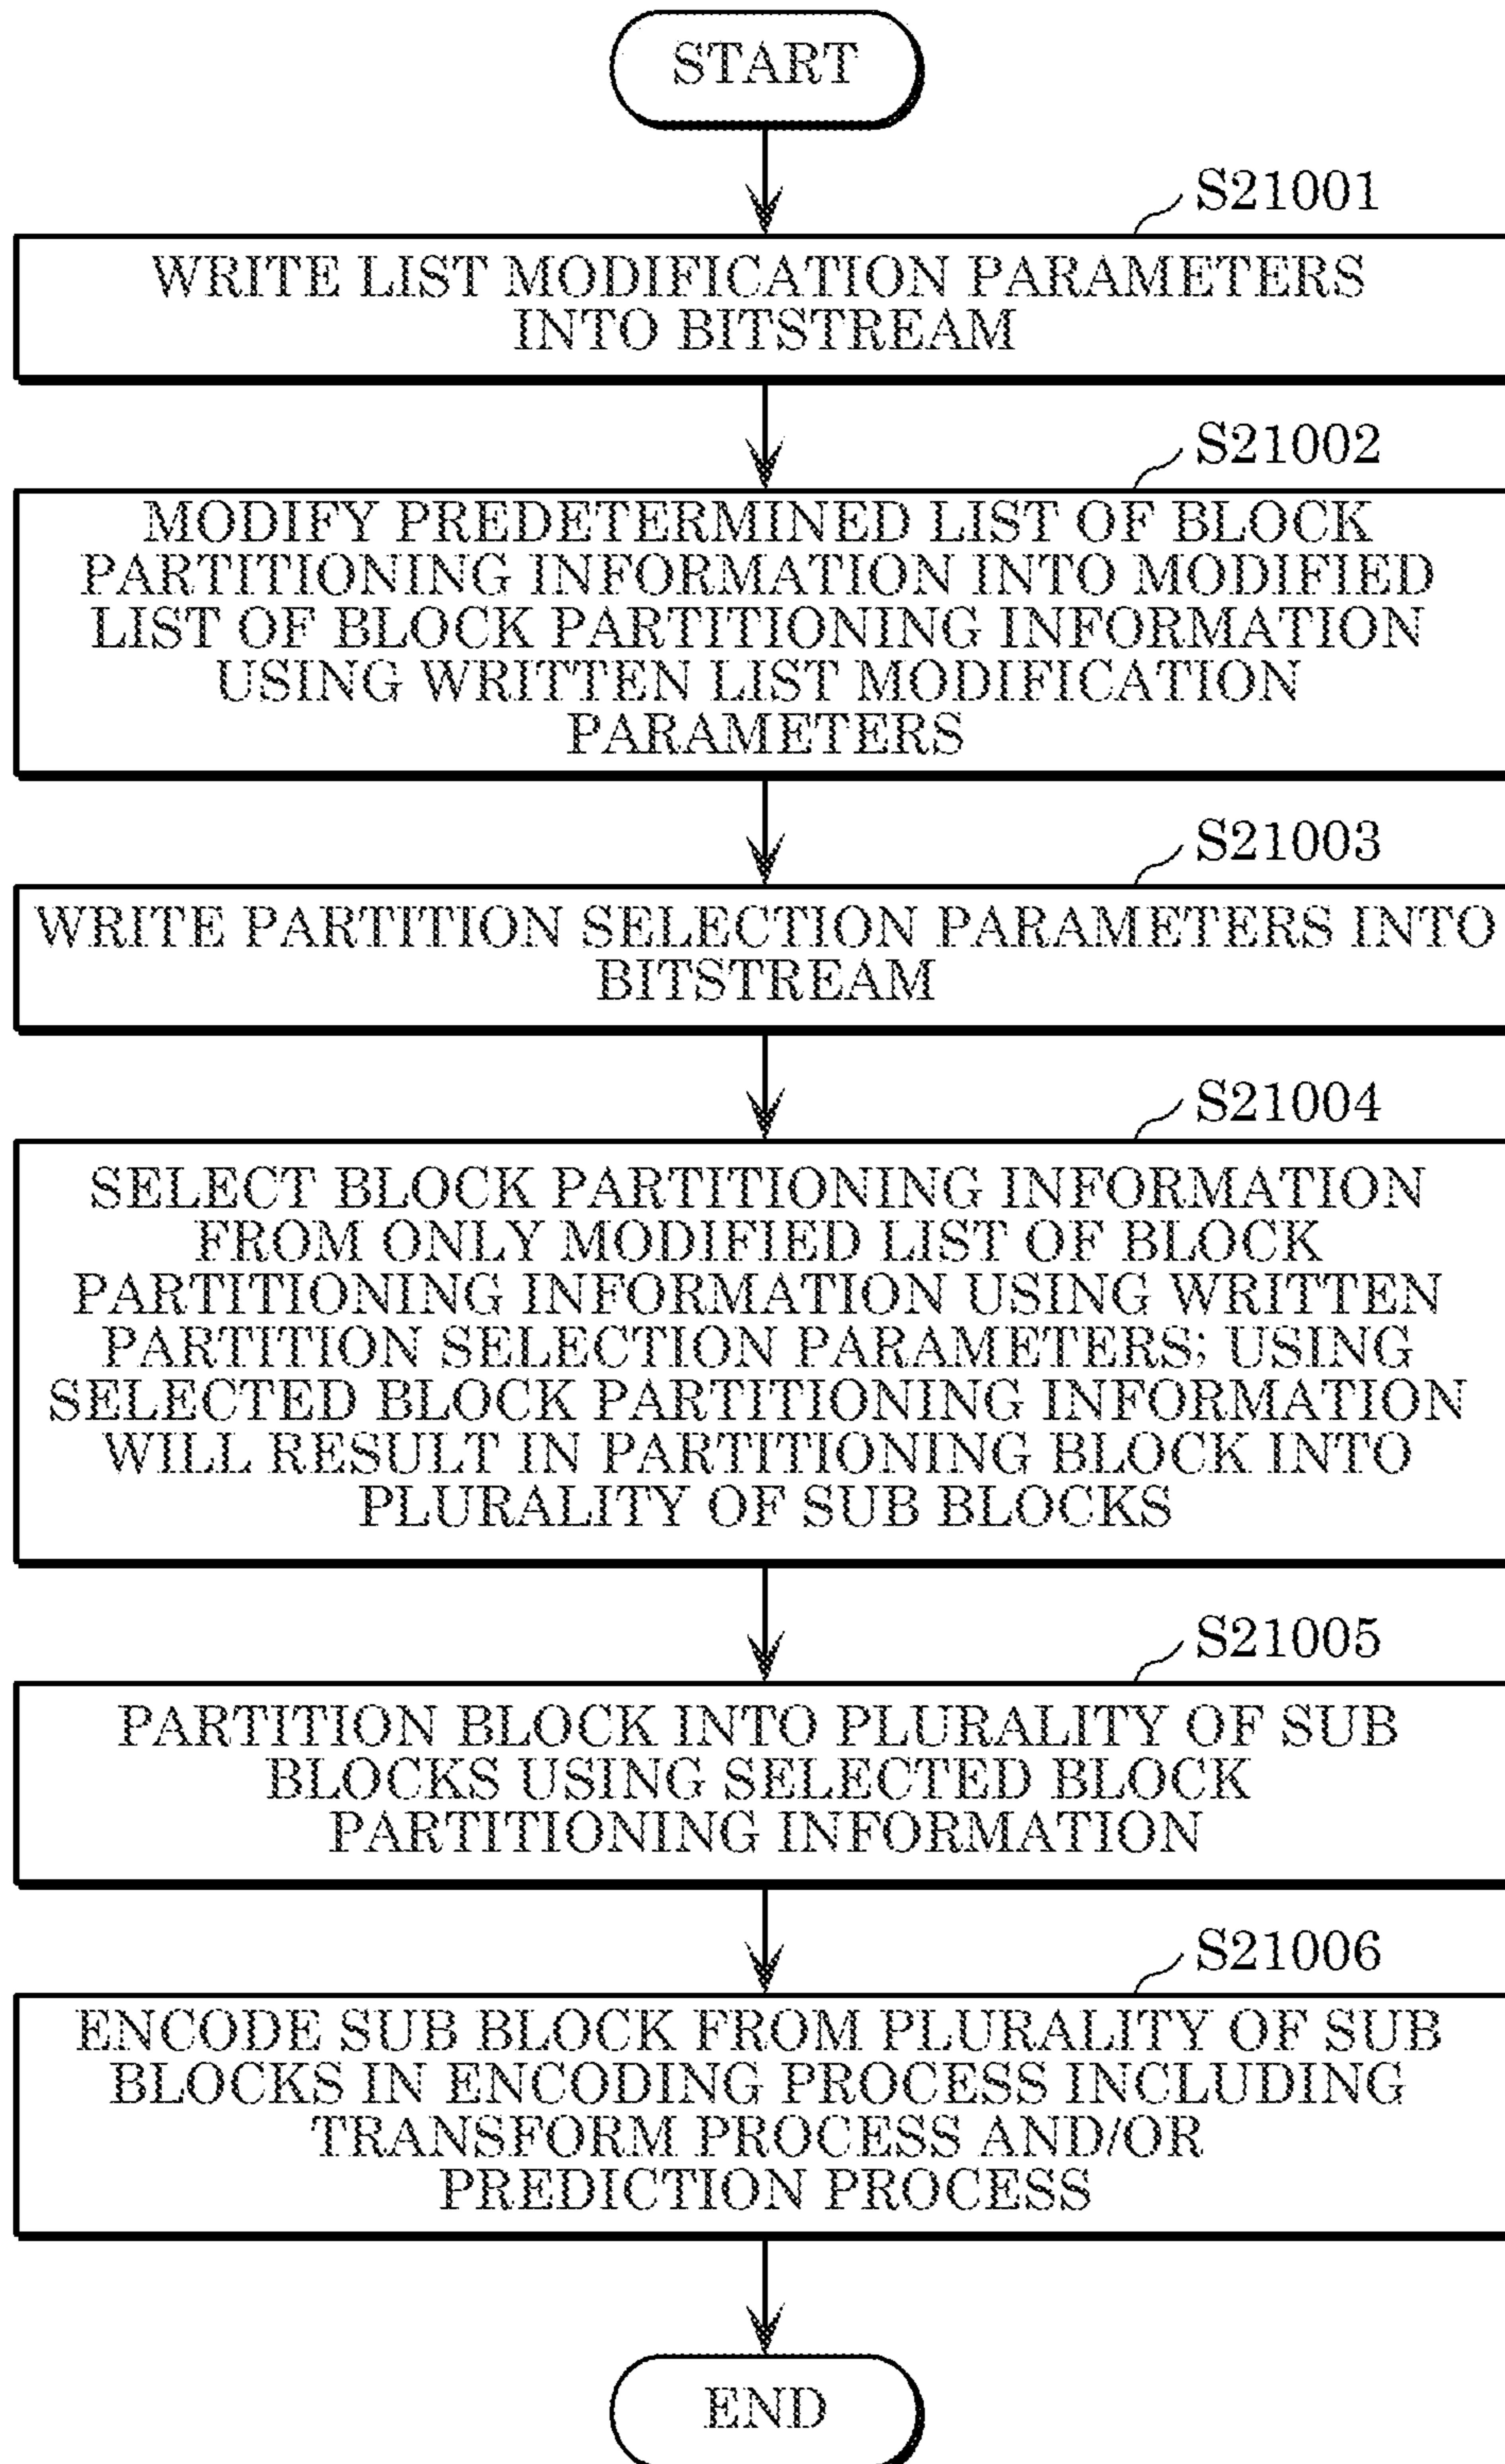 START
S21001
WRITE LIST MODIFICATION PARAMETERS
INTO BITSTREAM
S21002
MODIFY PREDETERMINED LIST OF BLOCK
PARTITIONING INFORMATION INTO MODIFIED
LIST OF BLOCK PARTITIONING INFORMATION
USING WRITTEN LIST MODIFICATION
PARAMETERS
S21003
WRITE PARTITION SELECTION PARAMETERS INTO
BITSTREAM
S21004
SELECT BLOCK PARTITIONING INFORMATION
FROM ONLY MODIFIED LIST OF BLOCK
PARTITIONING INFORMATION USING WRITTEN
PARTITION SELECTION PARAMETERS; USING
SELECTED BLOCK PARTITIONING INFORMATION
WILL RESULT IN PARTITIONING BLOCK INTO
PLURALITY OF SUB BLOCKS
S21005
PARTITION BLOCK INTO PLURALITY OF SUB
BLOCKS USING SELECTED BLOCK
PARTITIONING INFORMATION
S21006
ENCODE SUB BLOCK FROM PLURALITY OF SUB
BLOCKS IN ENCODING PROCESS INCLUDING
TRANSFORM PROCESS AND/OR
PREDICTION PROCESS
END